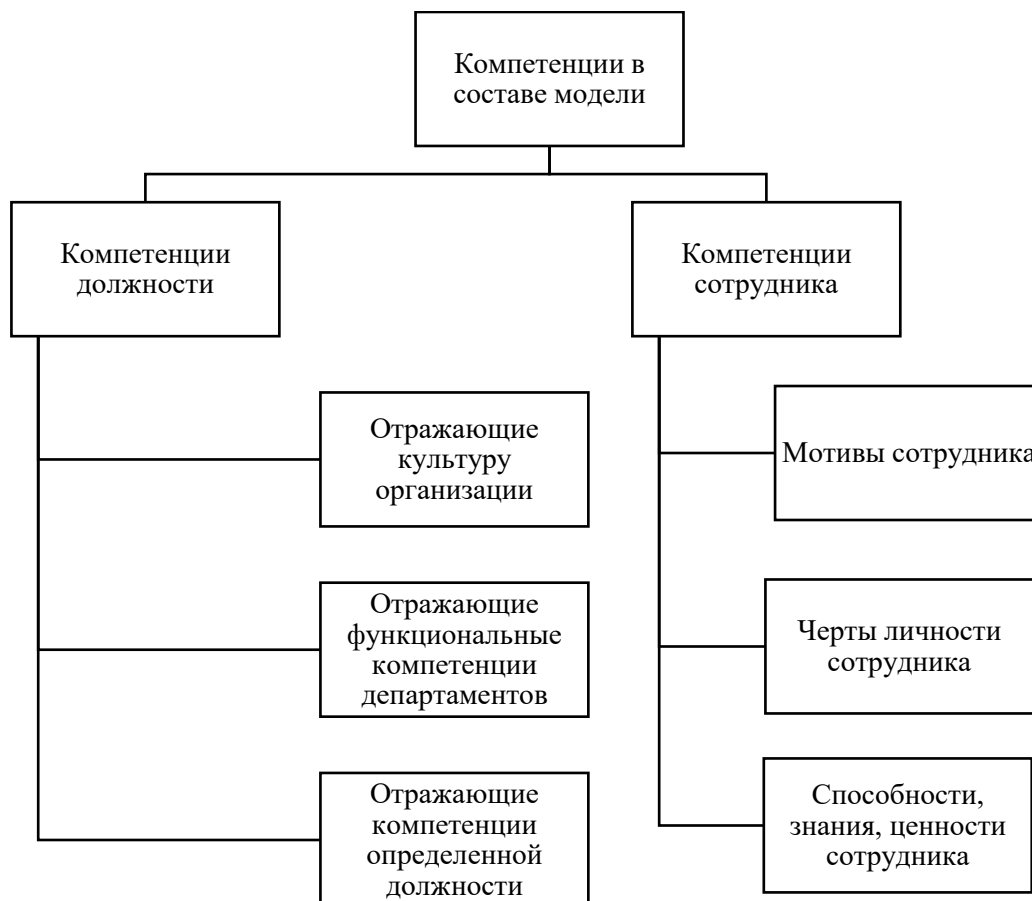 Компетенции в
составе модели
Компетенции
должности
Компетенции
сотрудника
Отражающие
культуру
организации
Мотивы сотрудника
Отражающие
функциональные
компетенции
департаментов
Черты личности
сотрудника
Отражающие
компетенции
определенной
должности
Способности,
знания, ценности
сотрудника